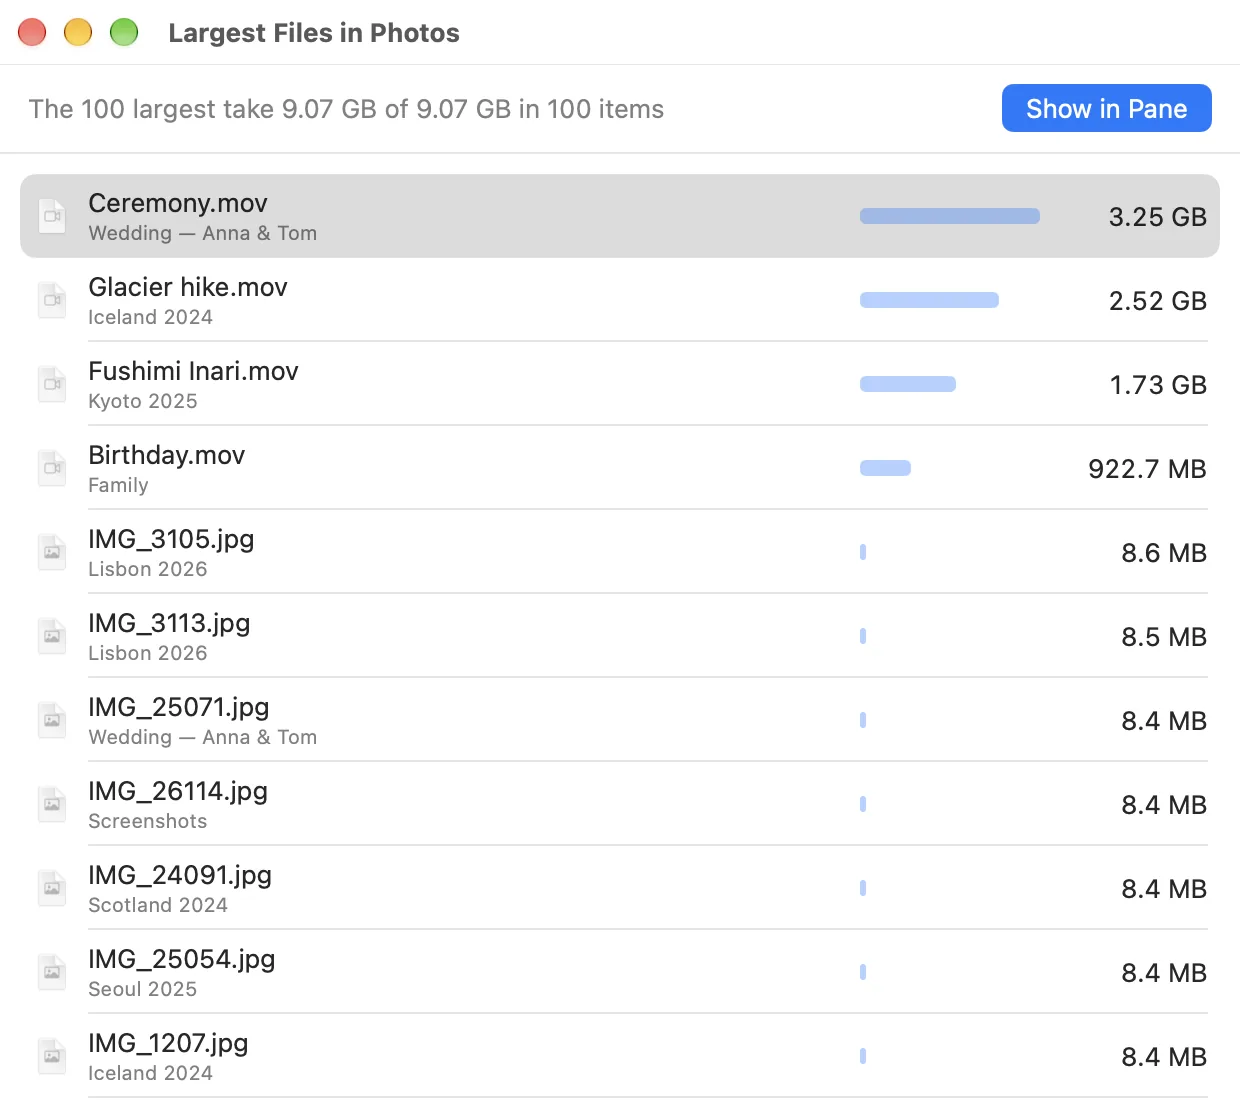 Largest Files in Photos
The 100 largest take 9.07 GB of 9.07 GB in 100 items
Show in Pane
Ceremony.mov
Wedding — Anna & Tom
3.25 GB
Glacier hike.mov
Iceland 2024
2.52 GB
Fushimi Inari.mov
Kyoto 2025
1.73 GB
Birthday.mov
Family
922.7 MB
IMG_3105.jpg
Lisbon 2026
8.6 MB
IMG_3113.jpg
Lisbon 2026
8.5 MB
IMG_25071.jpg
Wedding — Anna & Tom
8.4 MB
IMG_26114.jpg
Screenshots
8.4 MB
IMG_24091.jpg
Scotland 2024
8.4 MB
IMG_25054.jpg
Seoul 2025
8.4 MB
IMG_1207.jpg
Iceland 2024
8.4 MB